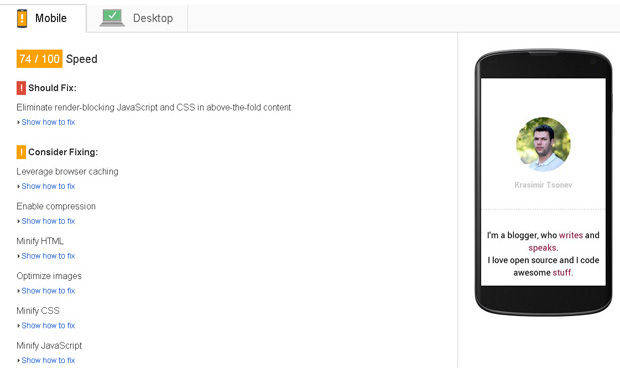 Mobile
Desktop
74 / 100 Speed
! Should Fix:
Eliminate render-blocking JavaScript and CSS in above-the-fold content
Show how to fix
! Consider Fixing:
Leverage browser caching
Show how to fix
Enable compression
Show how to fix
Minify HTML
Show how to fix
Optimize images
Show how to fix
Minify CSS
Show how to fix
Minify JavaScript
Show how to fix
Krasimir Tsonev
I'm a blogger, who writes and
speaks.
I love open source and I code
awesome stuff.